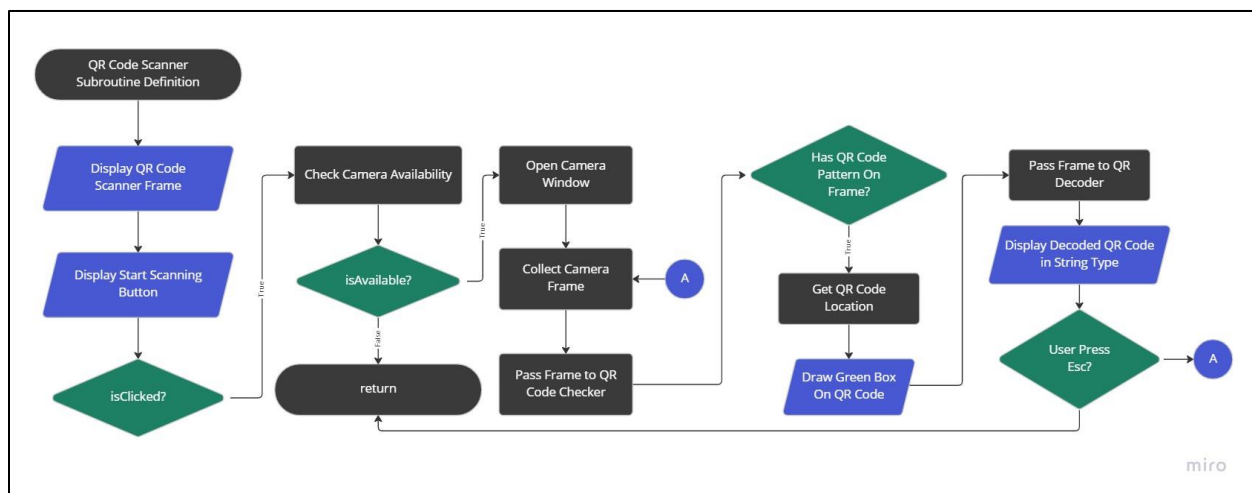 QR Code Scanner
Subroutine Definition
Display QR Code
Scanner Frame
Display Start Scanning
Button
isClicked?
True
Check Camera Availability
isAvailable?
True
False
return
Open Camera
Window
Collect Camera
Frame
A
Pass Frame to QR
Code Checker
Has QR Code
Pattern On
Frame?
True
Get QR Code
Location
Draw Green Box
On QR Code
Pass Frame to QR
Decoder
Display Decoded QR Code
in String Type
User Press
Esc?
A
miro